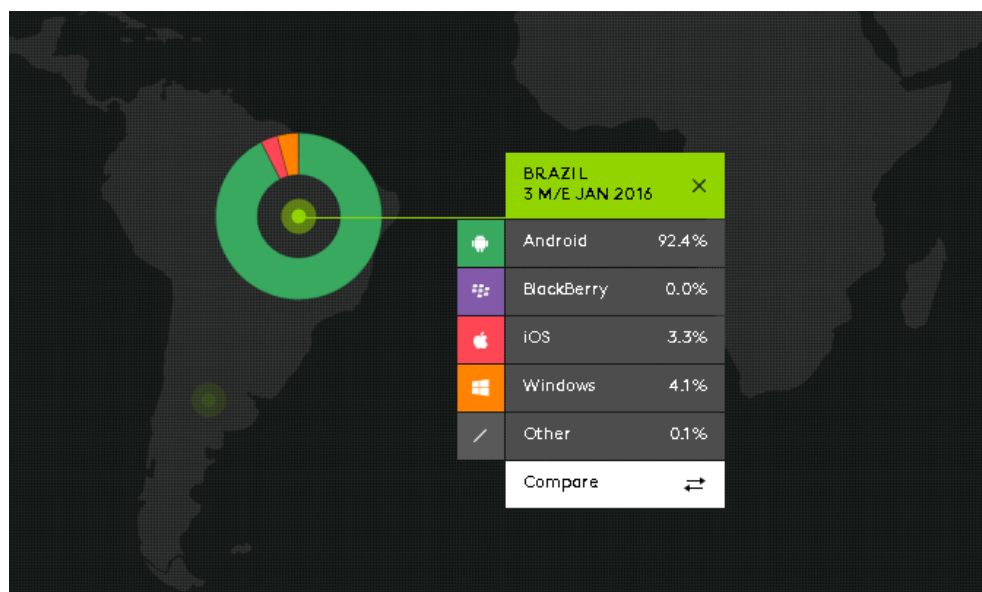 BRAZIL
3 M/E JAN 2016
Android 92.4%
BlackBerry 0.0%
iOS 3.3%
Windows 4.1%
Other 0.1%
Compare